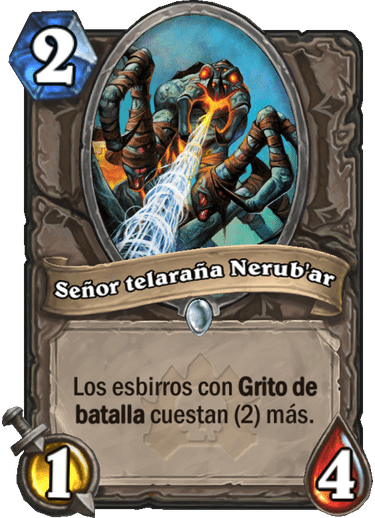 2
Señor telaraña Nerub'ar
Los esbirros con Grito de
batalla cuestan (2) más.
1
4